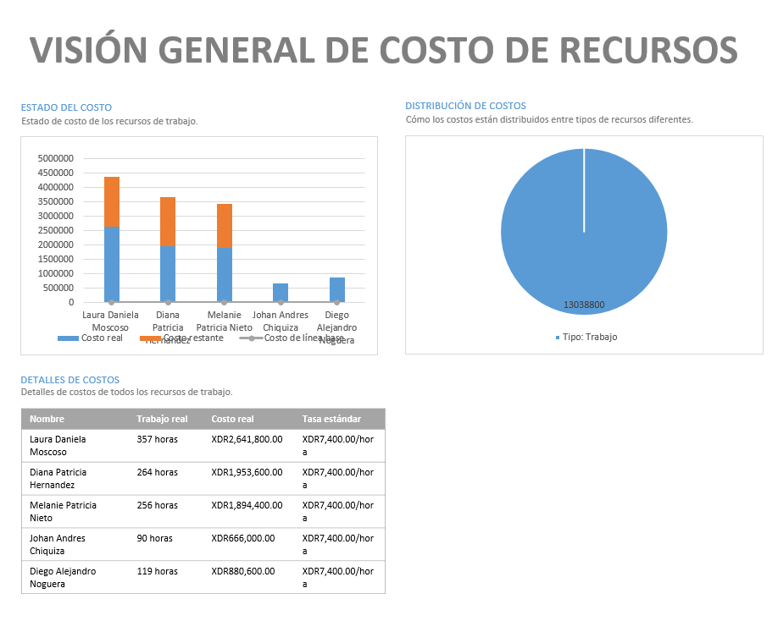 VISIÓN GENERAL DE COSTO DE RECURSOS
ESTADO DEL COSTO
Estado de costo de los recursos de trabajo.
5000000
4500000
4000000
3500000
3000000
2500000
2000000
1500000
1000000
500000
0
Laura Daniela
Moscoso
Diana
Patricia
Hernandez
Melanie
Patricia Nieto
Johan Andres
Chiquiza
Diego
Alejandro
Noguera
Costo real
Costo restante
Costo de línea base
DISTRIBUCIÓN DE COSTOS
Cómo los costos están distribuidos entre tipos de recursos diferentes.
13038800
Tipo: Trabajo
DETALLES DE COSTOS
Detalles de costos de todos los recursos de trabajo.
Nombre Trabajo real Costo real Tasa estándar
Laura Daniela 357 horas XDR2,641,800.00 XDR7,400.00/hor
Moscoso a
Diana Patricia 264 horas XDR1,953,600.00 XDR7,400.00/hor
Hernandez a
Melanie Patricia 256 horas XDR1,894,400.00 XDR7,400.00/hor
Nieto a
Johan Andres 90 horas XDR666,000.00 XDR7,400.00/hor
Chiquiza a
Diego Alejandro 119 horas XDR880,600.00 XDR7,400.00/hor
Noguera a